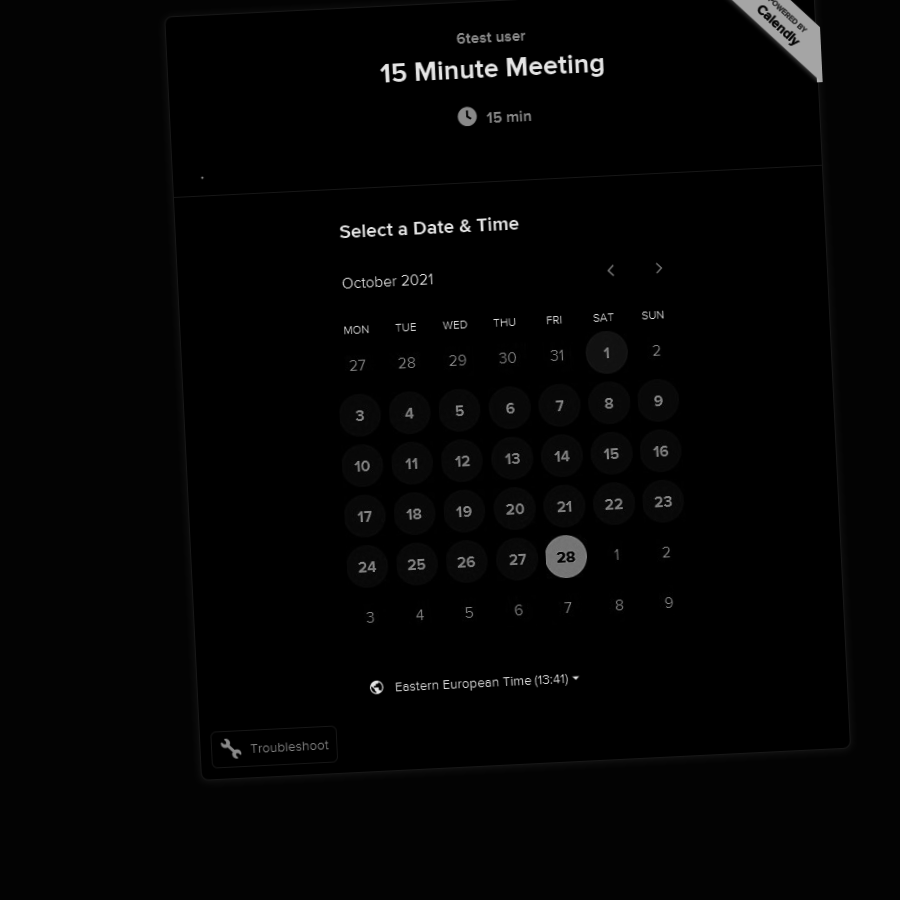 POWERED BY
Calendly
6test user
15 Minute Meeting
15 min
.
Select a Date & Time
October 2021
MON TUE WED THU FRI SAT SUN
27 28 29 30 31 1 2
3 4 5 6 7 8 9
10 11 12 13 14 15 16
17 18 19 20 21 22 23
24 25 26 27 28 1 2
3 4 5 6 7 8 9
Eastern European Time (13:41)
Troubleshoot